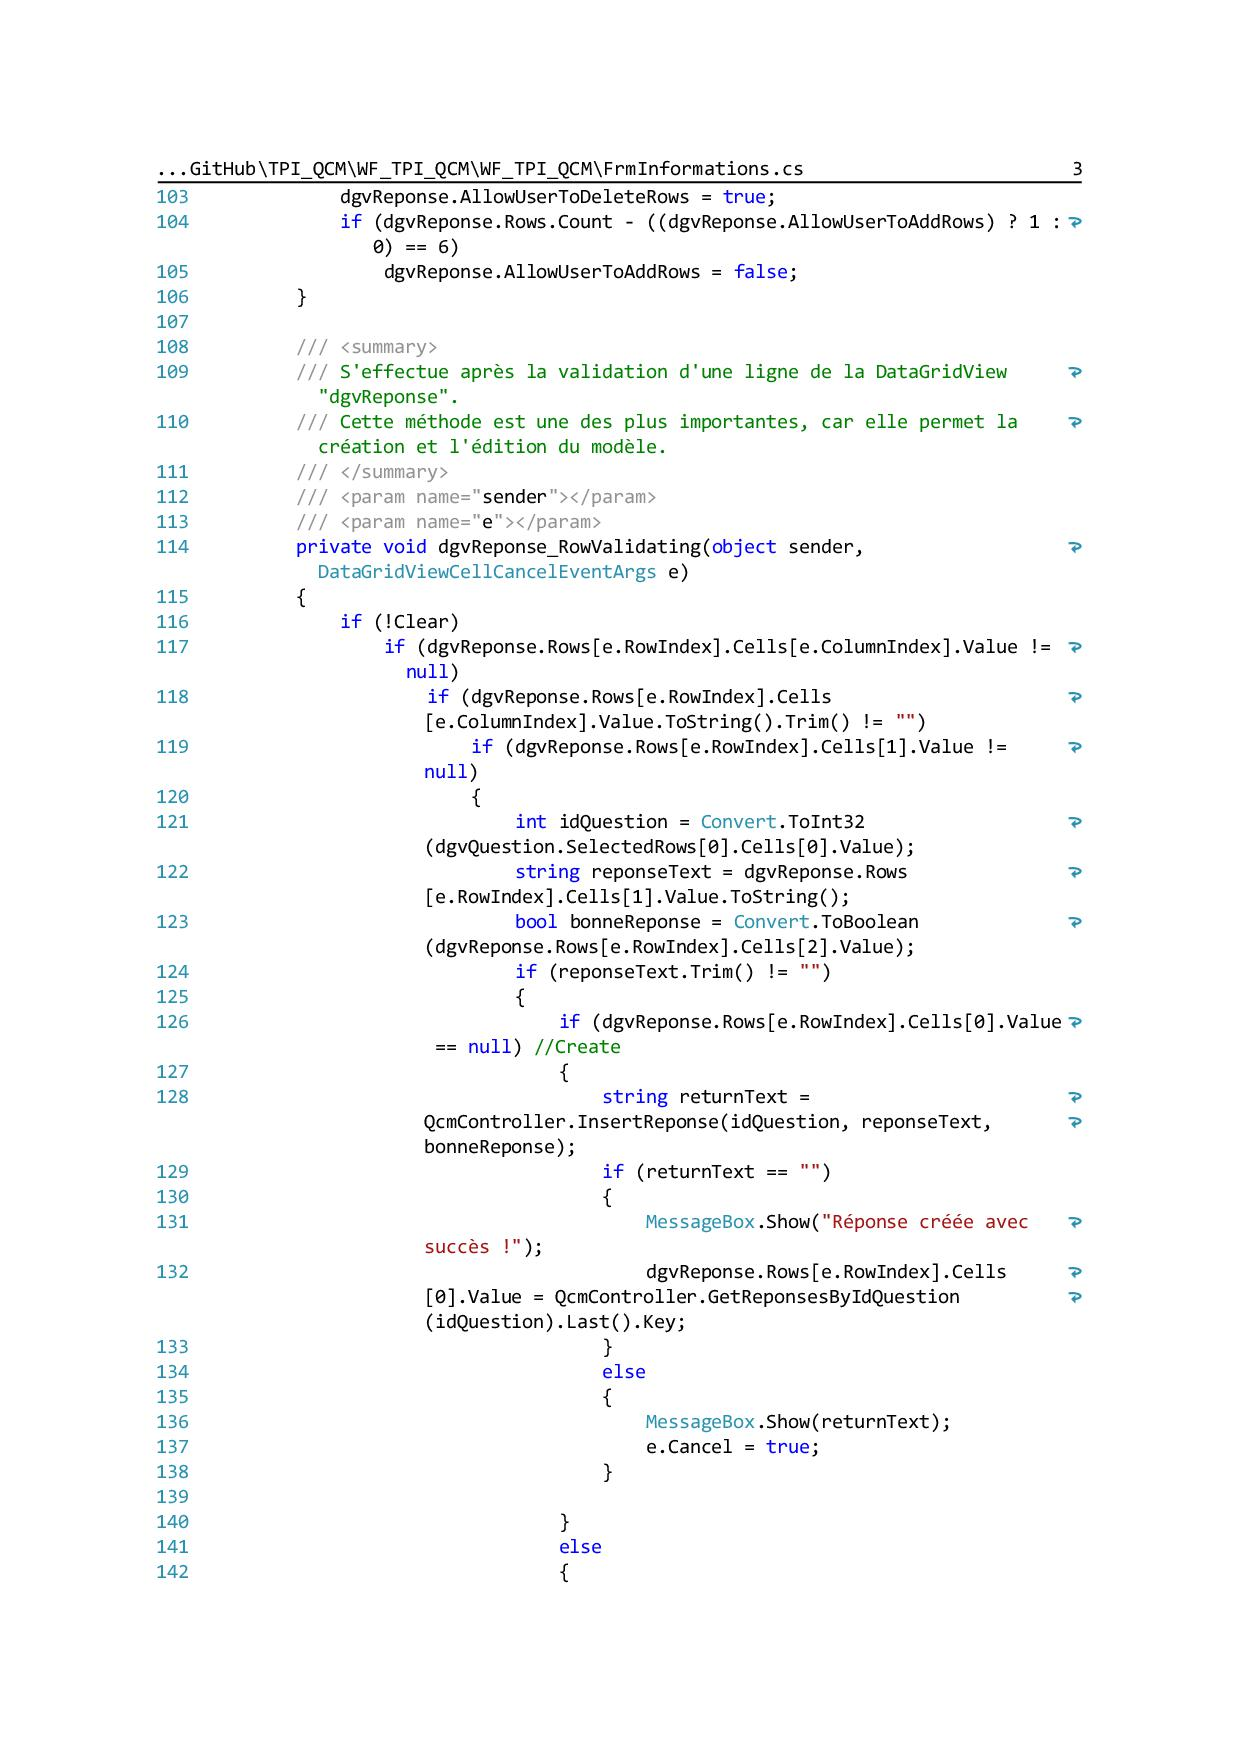 ...GitHub\TPI_QCM\WF_TPI_QCM\WF_TPI_QCM\FrmInformations.cs 3
103 dgvReponse.AllowUserToDeleteRows = true;
104 if (dgvReponse.Rows.Count - ((dgvReponse.AllowUserToAddRows) ? 1 :
0) == 6)
105 dgvReponse.AllowUserToAddRows = false;
106 }
107
108 /// <summary>
109 /// S'effectue après la validation d'une ligne de la DataGridView
"dgvReponse".
110 /// Cette méthode est une des plus importantes, car elle permet la
création et l'édition du modèle.
111 /// </summary>
112 /// <param name="sender"></param>
113 /// <param name="e"></param>
114 private void dgvReponse_RowValidating(object sender,
DataGridViewCellCancelEventArgs e)
115 {
116 if (!Clear)
117 if (dgvReponse.Rows[e.RowIndex].Cells[e.ColumnIndex].Value !=
null)
118 if (dgvReponse.Rows[e.RowIndex].Cells
[e.ColumnIndex].Value.ToString().Trim() != "")
119 if (dgvReponse.Rows[e.RowIndex].Cells[1].Value !=
null)
120 {
121 int idQuestion = Convert.ToInt32
(dgvQuestion.SelectedRows[0].Cells[0].Value);
122 string reponseText = dgvReponse.Rows
[e.RowIndex].Cells[1].Value.ToString();
123 bool bonneReponse = Convert.ToBoolean
(dgvReponse.Rows[e.RowIndex].Cells[2].Value);
124 if (reponseText.Trim() != "")
125 {
126 if (dgvReponse.Rows[e.RowIndex].Cells[0].Value
== null) //Create
127 {
128 string returnText =
QcmController.InsertReponse(idQuestion, reponseText,
bonneReponse);
129 if (returnText == "")
130 {
131 MessageBox.Show("Réponse créée avec
succès !");
132 dgvReponse.Rows[e.RowIndex].Cells
[0].Value = QcmController.GetReponsesByIdQuestion
(idQuestion).Last().Key;
133 }
134 else
135 {
136 MessageBox.Show(returnText);
137 e.Cancel = true;
138 }
139
140 }
141 else
142 {